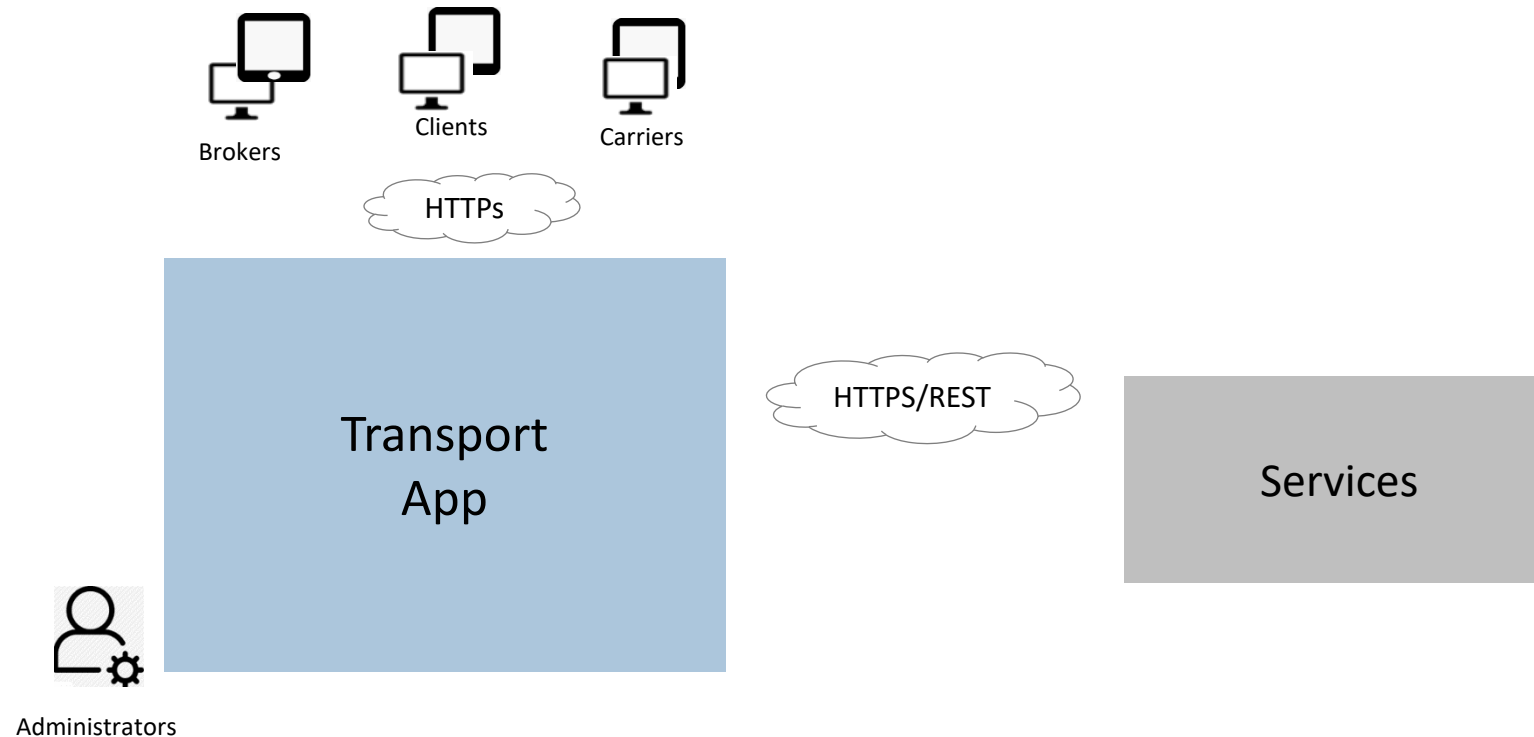 Brokers
Clients
Carriers
HTTPs
Transport
App
HTTPS/REST
Services
Administrators